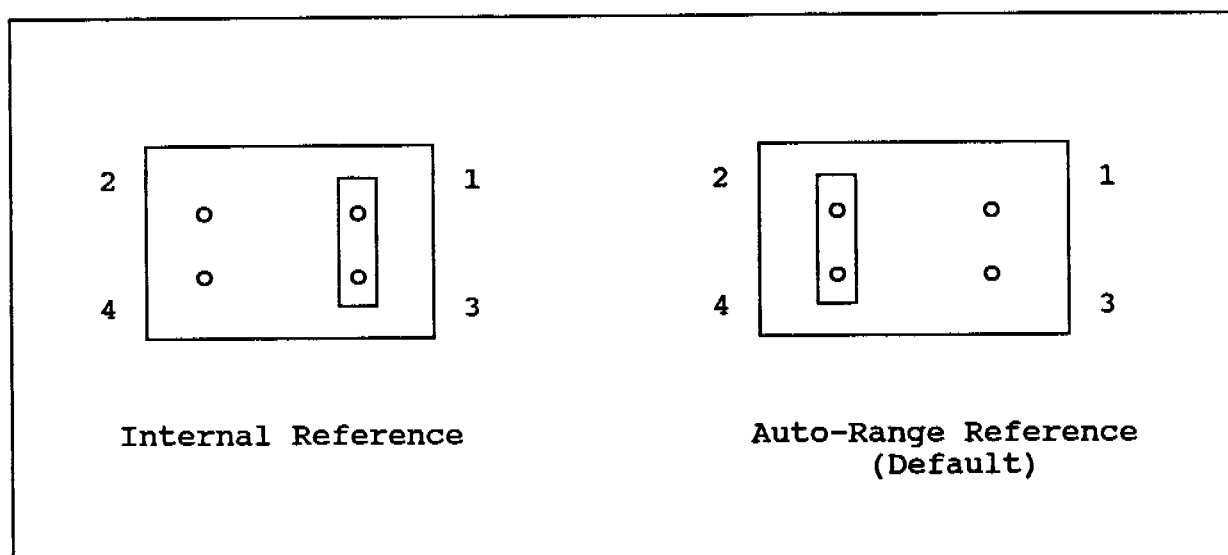 2 1
4 3
Internal Reference
2 1
4 3
Auto-Range Reference
(Default)